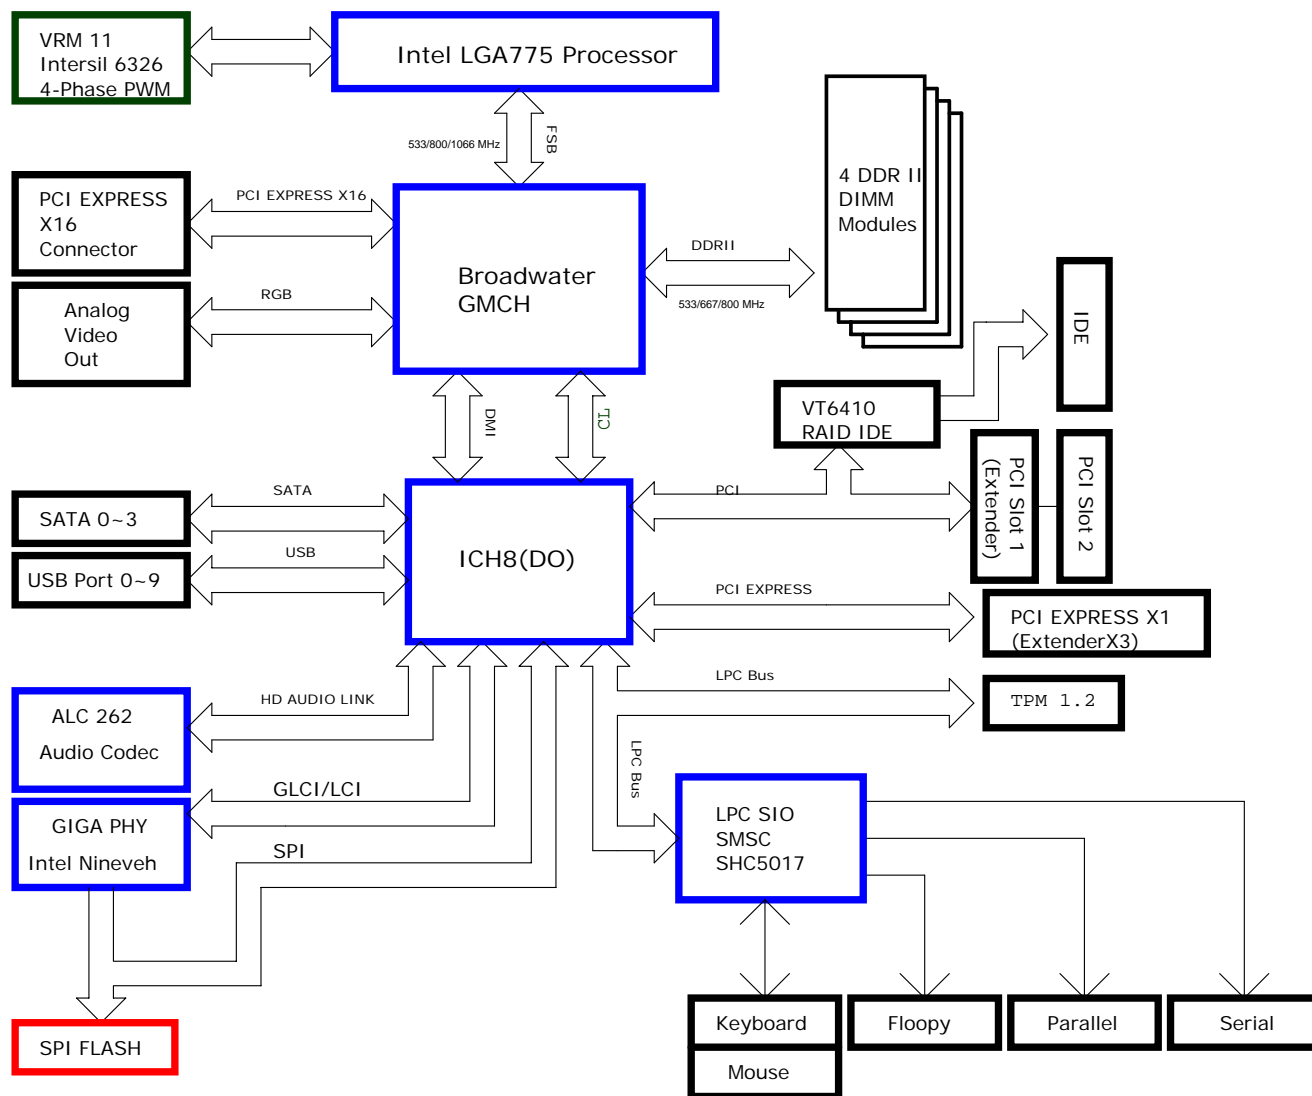 VRM 11
Intersil 6326
4-Phase PWM
Intel LGA775 Processor
533/800/1066 MHz
FSB
PCI EXPRESS
X16
Connector
PCI EXPRESS X16
Analog
Video
Out
RGB
Broadwater
GMCH
DDRII
533/667/800 MHz
4 DDR II
DIMM
Modules
IDE
VT6410
RAID IDE
DMI
CL
SATA 0~3
SATA
USB Port 0~9
USB
ICH8(DO)
PCI
PCI Slot 1
(Extender)
PCI Slot 2
PCI EXPRESS
PCI EXPRESS X1
(ExtenderX3)
LPC Bus
TPM 1.2
ALC 262
Audio Codec
HD AUDIO LINK
GIGA PHY
Intel Nineveh
GLCI/LCI
SPI
LPC Bus
LPC SIO
SMSC
SHC5017
SPI FLASH
Keyboard
Mouse
Floopy
Parallel
Serial